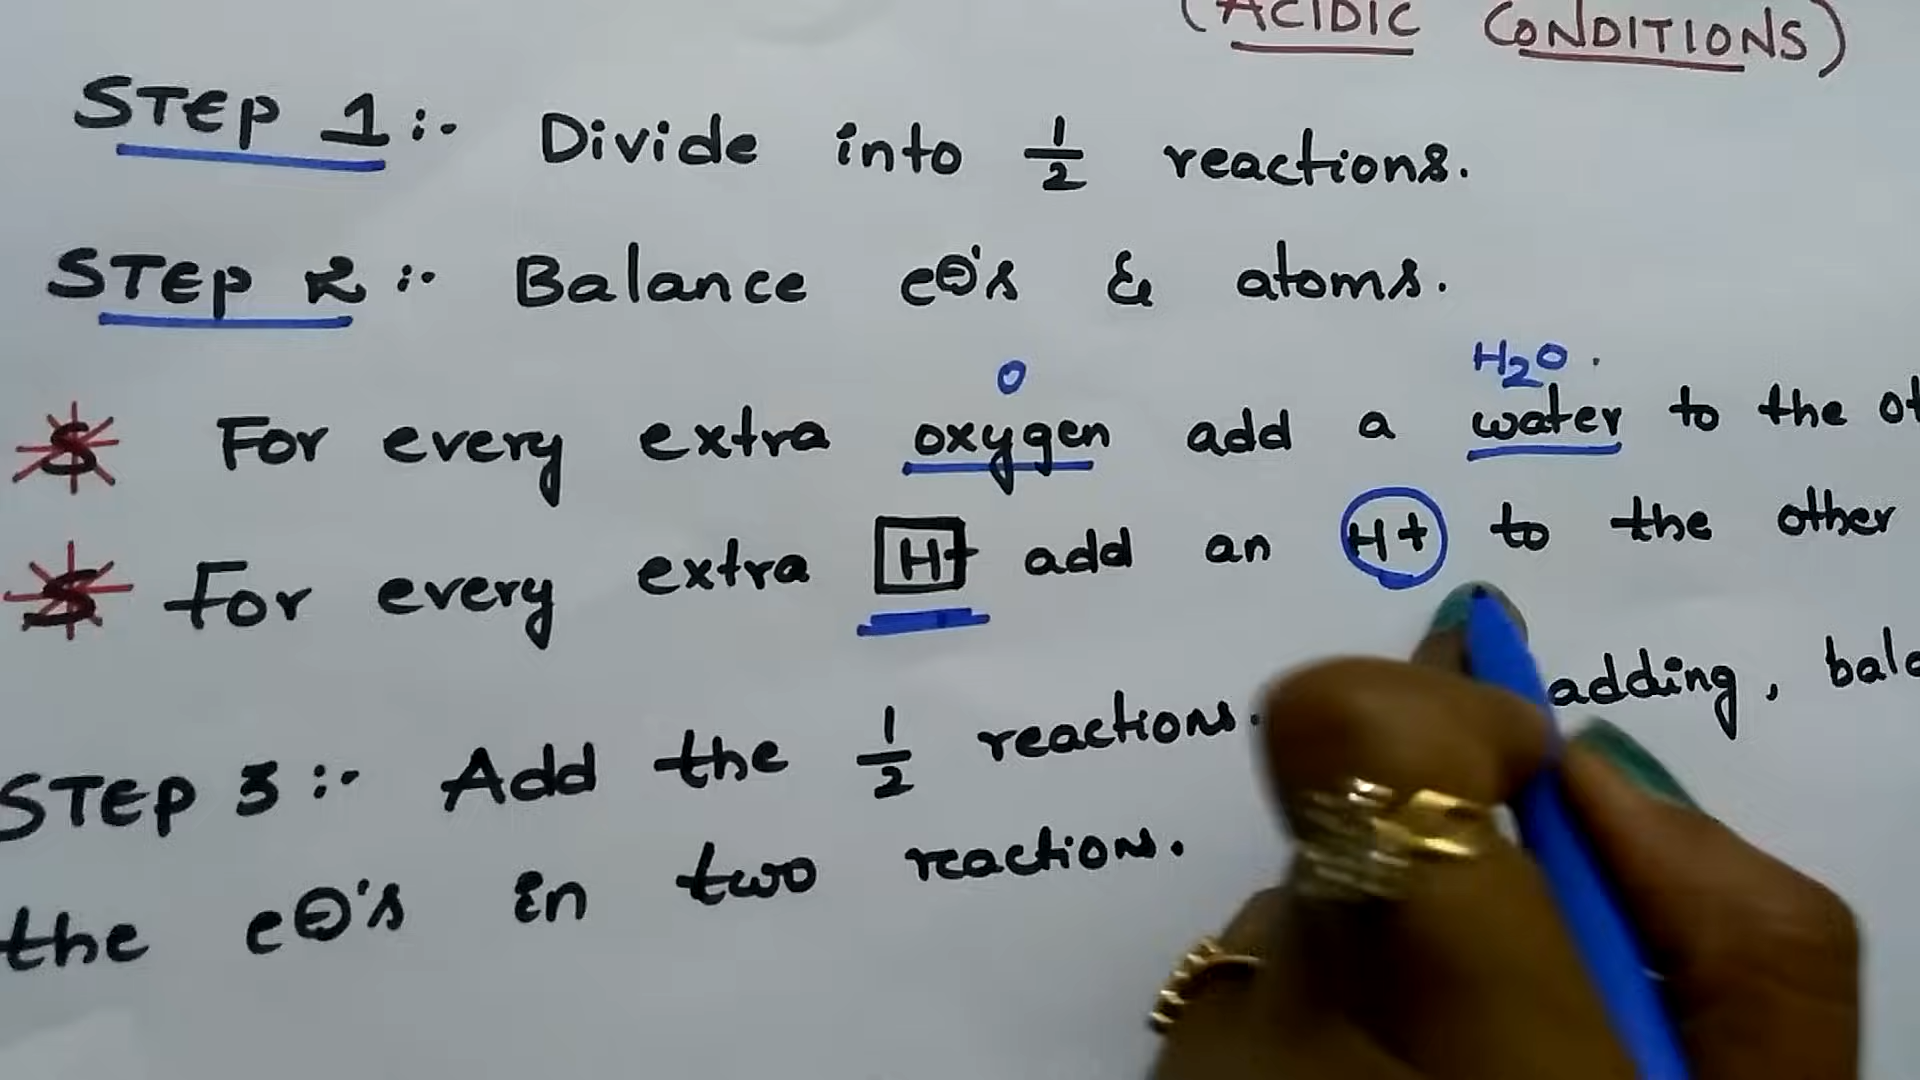 (ACIDIC CONDITIONS)
STEP 1:- Divide into 1/2 reactions.
STEP 2:- Balance e⊖'s & atoms.
O H2O.
$ For every extra oxygen add a water to the
$ For every extra H+ add an H+ to the other
STEP 3:- Add the 1/2 reactions. adding,
the e⊖'s in two reactions.